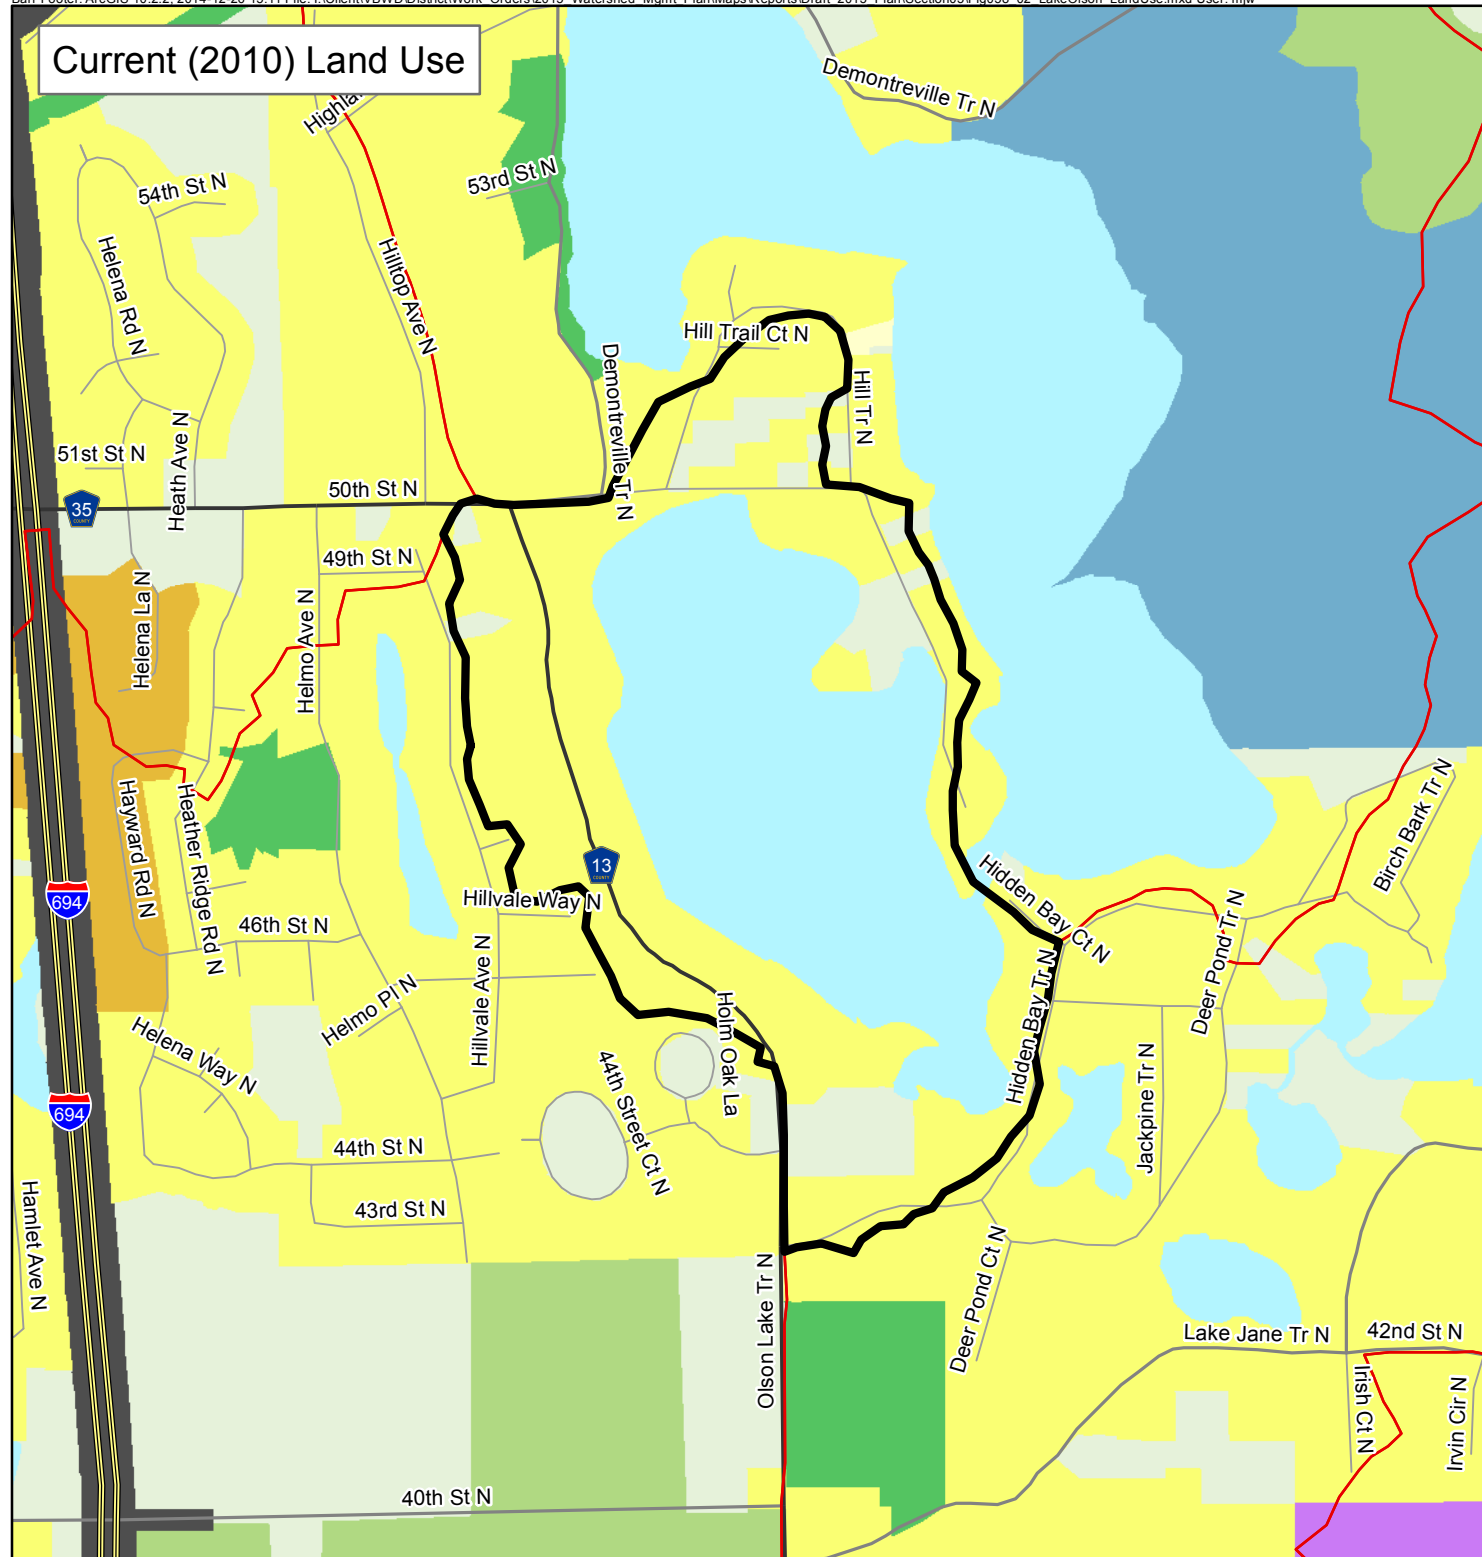 Current (2010) Land Use
Demontreville Tr N
53rd St N
54th St N
Helena Rd N
Hilltop Ave N
Hill Trail Ct N
Demontreville Tr N
Hill Tr N
51st St N
Heath Ave N
50th St N
35
COUNTY
49th St N
Helena La N
Helmo Ave N
Hayward Rd N
Heather Ridge Rd N
13
COUNTY
694
Hillvale Way N
46th St N
Hillvale Ave N
Helmo Pl N
Hidden Bay Ct N
Hidden Bay Tr N
Deer Pond Tr N
Birch Bark Tr N
Helena Way N
694
44th Street Ct N
Holm Oak La
Jackpine Tr N
44th St N
43rd St N
Hamlet Ave N
Olson Lake Tr N
Deer Pond Ct N
Lake Jane Tr N
42nd St N
Irish Ct N
Irvin Cir N
40th St N